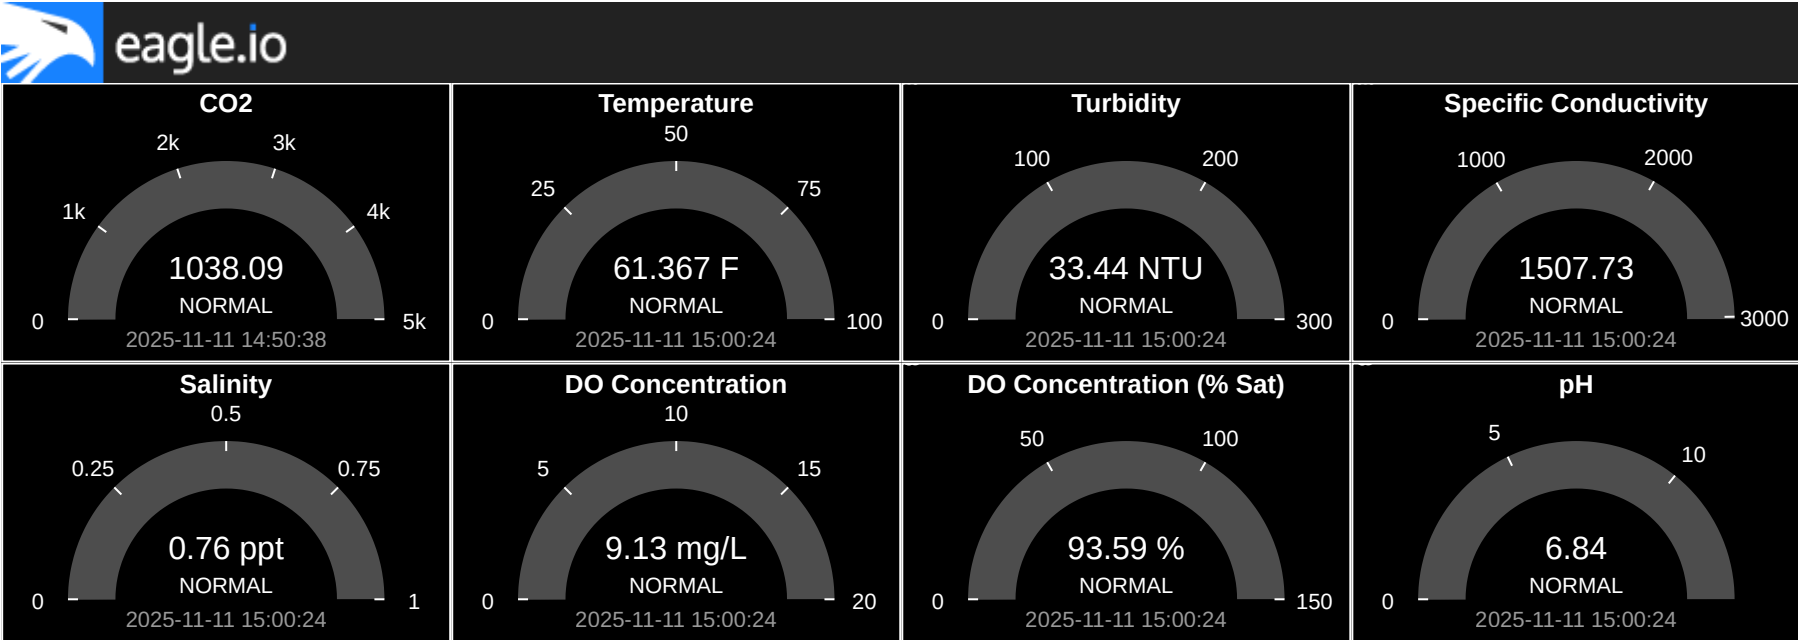 eagle.io
CO2
2k
3k
1k
4k
1038.09
NORMAL
0
5k
2025-11-11 14:50:38
Temperature
50
25
75
61.367 F
NORMAL
0
100
2025-11-11 15:00:24
Turbidity
100
200
33.44 NTU
NORMAL
0
300
2025-11-11 15:00:24
Specific Conductivity
1000
2000
1507.73
NORMAL
0
3000
2025-11-11 15:00:24
Salinity
0.5
0.25
0.75
0.76 ppt
NORMAL
0
1
2025-11-11 15:00:24
DO Concentration
10
5
15
9.13 mg/L
NORMAL
0
20
2025-11-11 15:00:24
DO Concentration (% Sat)
50
100
93.59 %
NORMAL
0
150
2025-11-11 15:00:24
pH
5
10
6.84
NORMAL
0
2025-11-11 15:00:24